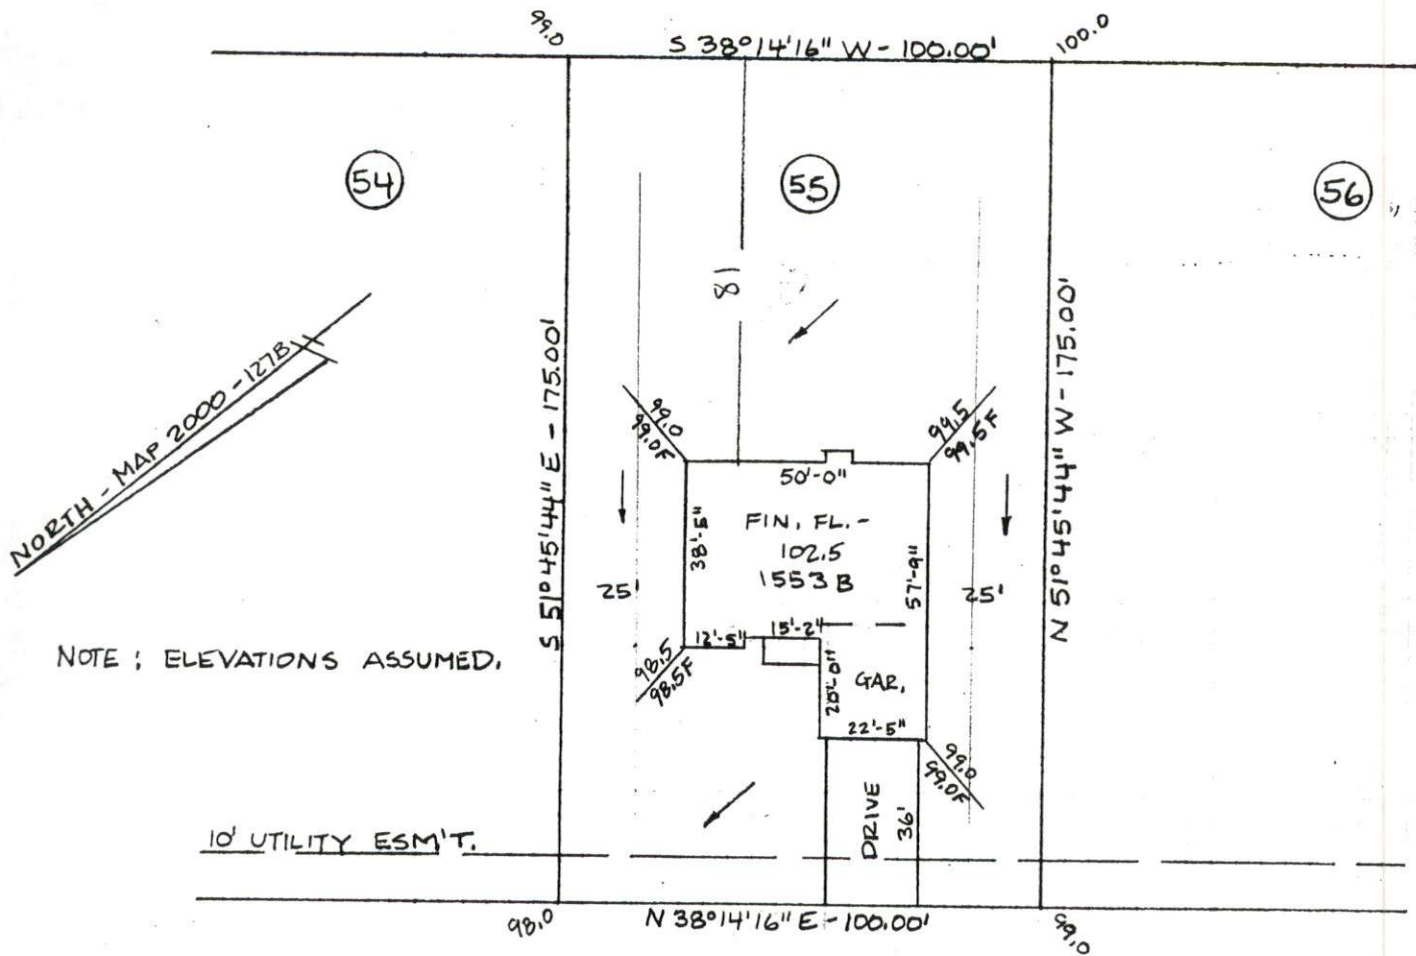 99.0
S 38°14'16" W - 100.00'
100.0
54
55
56
81
NORTH - MAP 2000 - 127B
S 51°45'44" E - 175.00'
N 51°45'44" W - 175.00'
99.0
99.0F
99.5
99.5F
50'-0"
FIN. FL. -
102.5
1553 B
38'-5"
57'-9"
25'
25'
12'-5"
15'-2"
NOTE : ELEVATIONS ASSUMED.
98.5
98.5F
20'-0"
GAR.
22'-5"
99.0
99.0F
DRIVE
36'
10' UTILITY ESM'T.
98.0
N 38°14'16" E - 100.00'
99.0